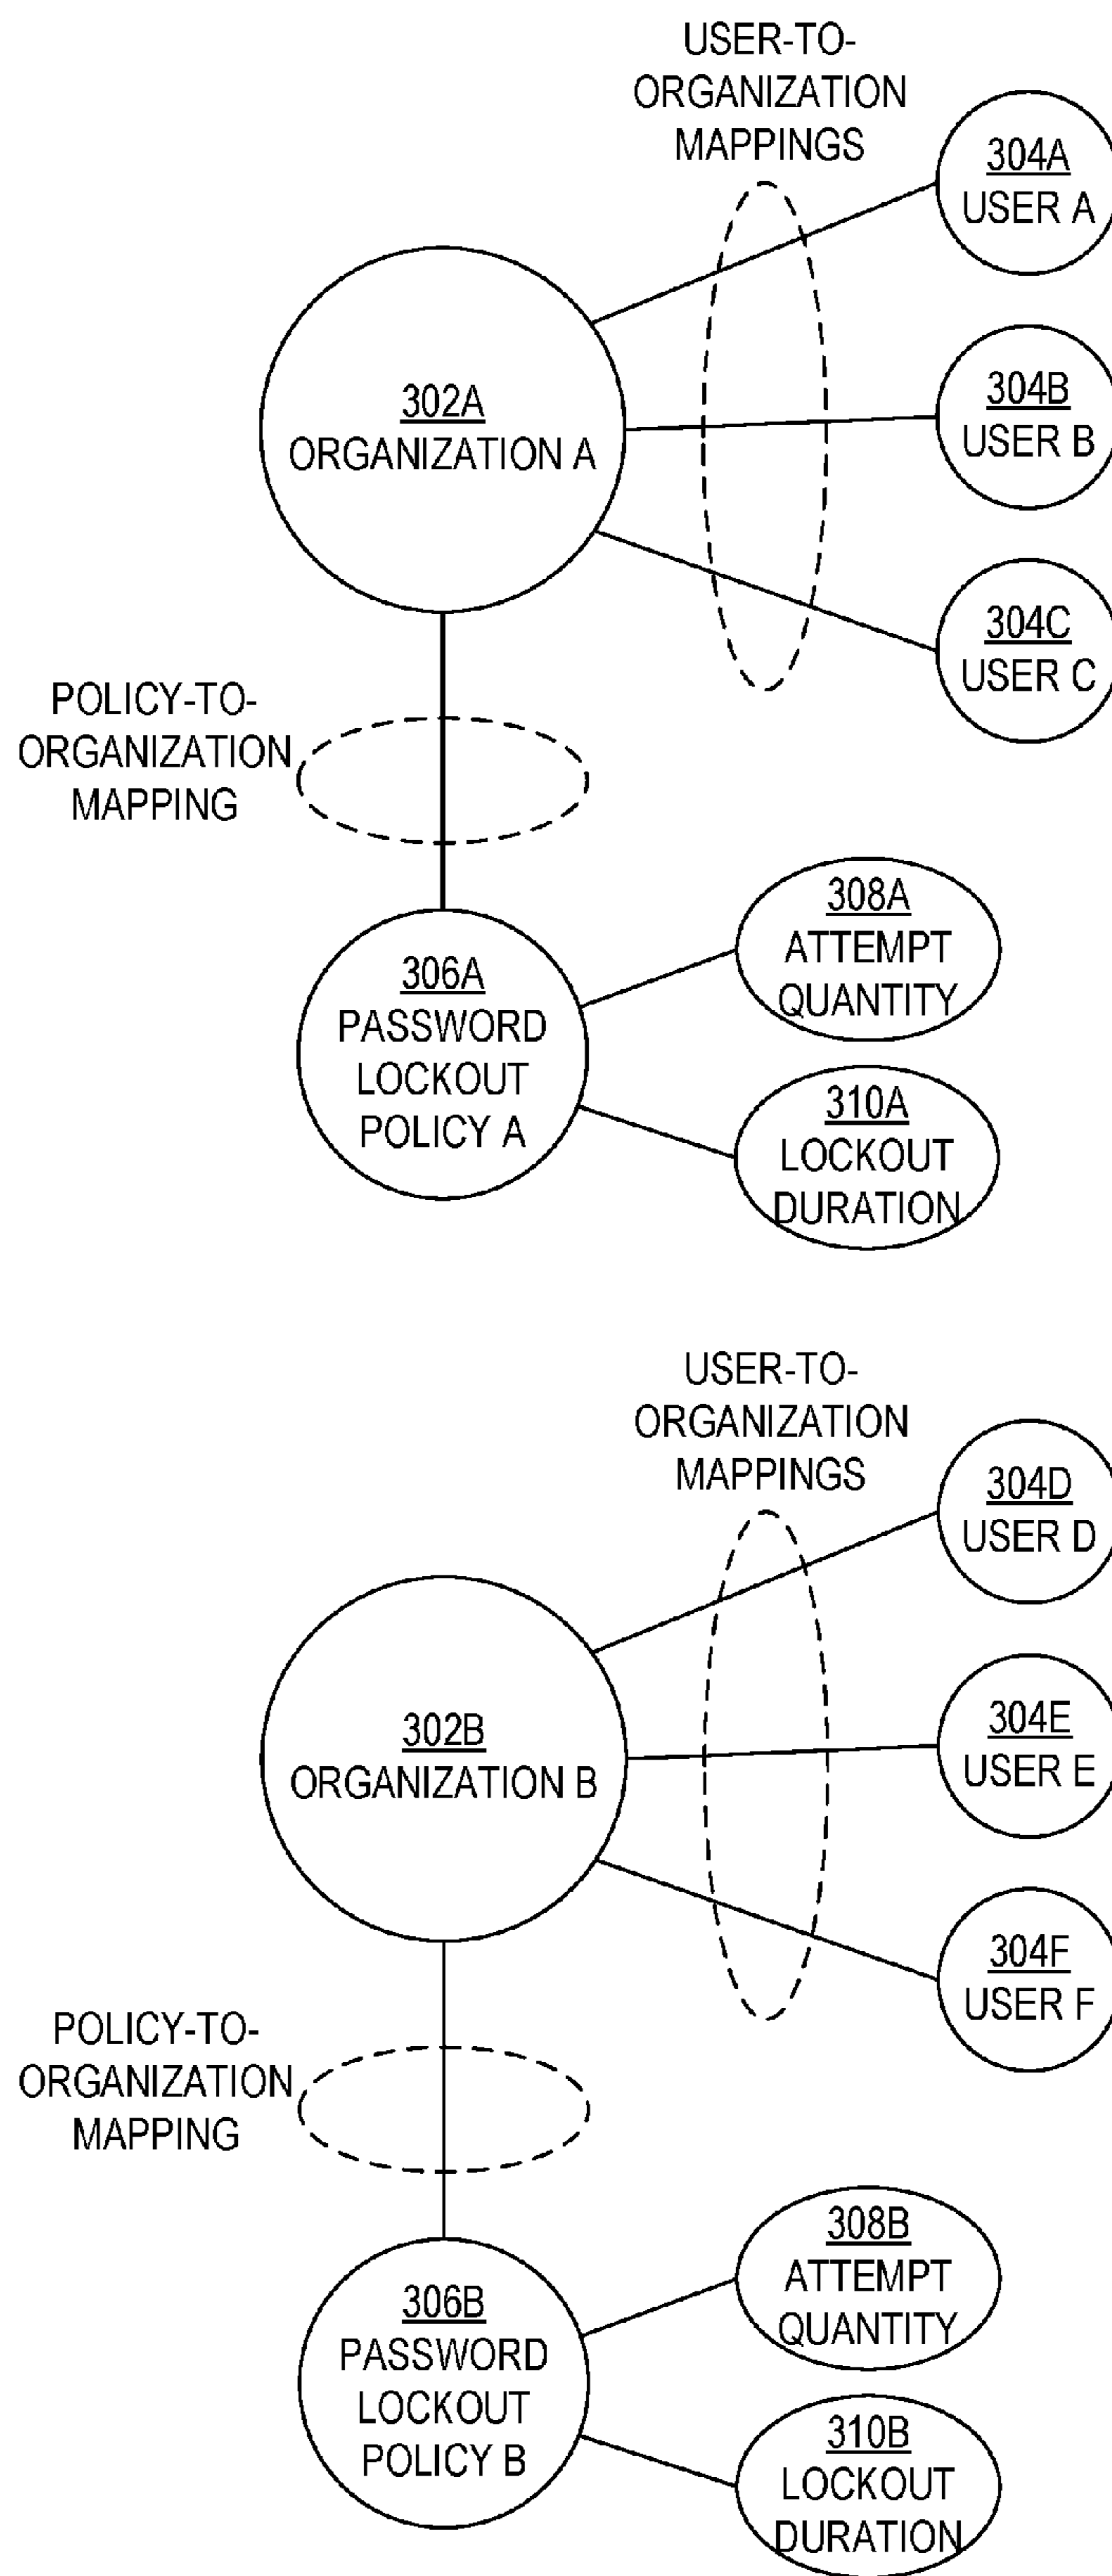 USER-TO-
ORGANIZATION
MAPPINGS
304A
USER A
302A
ORGANIZATION A
304B
USER B
304C
USER C
POLICY-TO-
ORGANIZATION
MAPPING
308A
ATTEMPT
QUANTITY
306A
PASSWORD
LOCKOUT
POLICY A
310A
LOCKOUT
DURATION
USER-TO-
ORGANIZATION
MAPPINGS
304D
USER D
302B
ORGANIZATION B
304E
USER E
304F
USER F
POLICY-TO-
ORGANIZATION
MAPPING
308B
ATTEMPT
QUANTITY
306B
PASSWORD
LOCKOUT
POLICY B
310B
LOCKOUT
DURATION